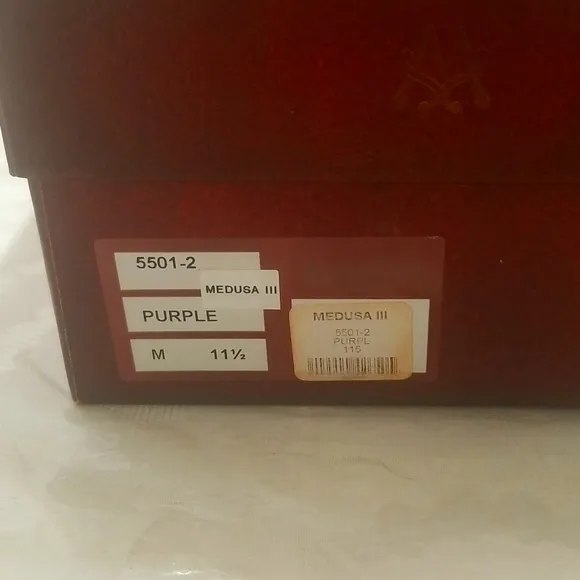 5501-2
MEDUSA III
PURPLE
M 11½
MEDUSA III
5501-2
PURPL
115